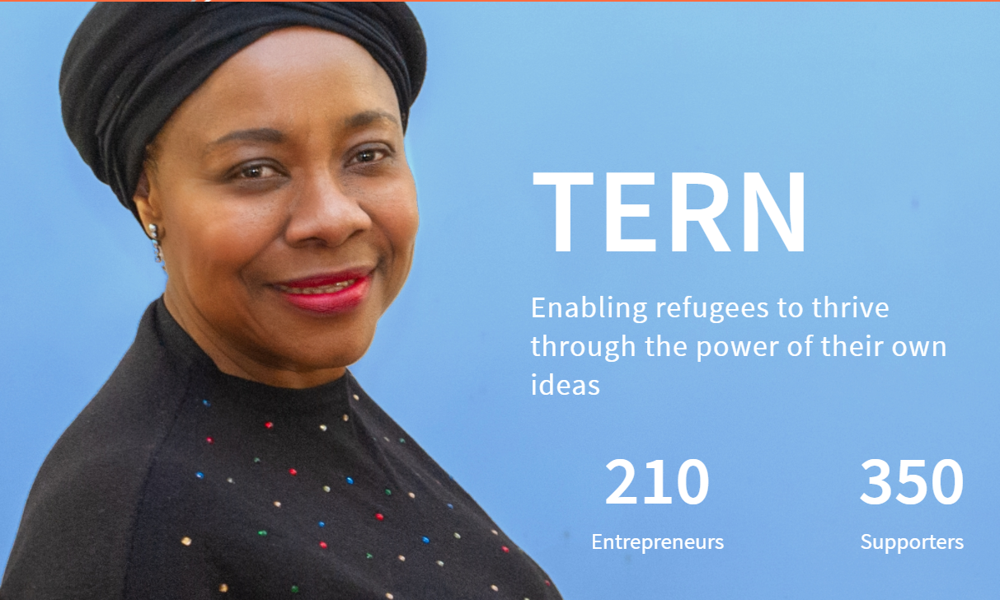 TERN
Enabling refugees to thrive
through the power of their own
ideas
210
350
Entrepreneurs
Supporters